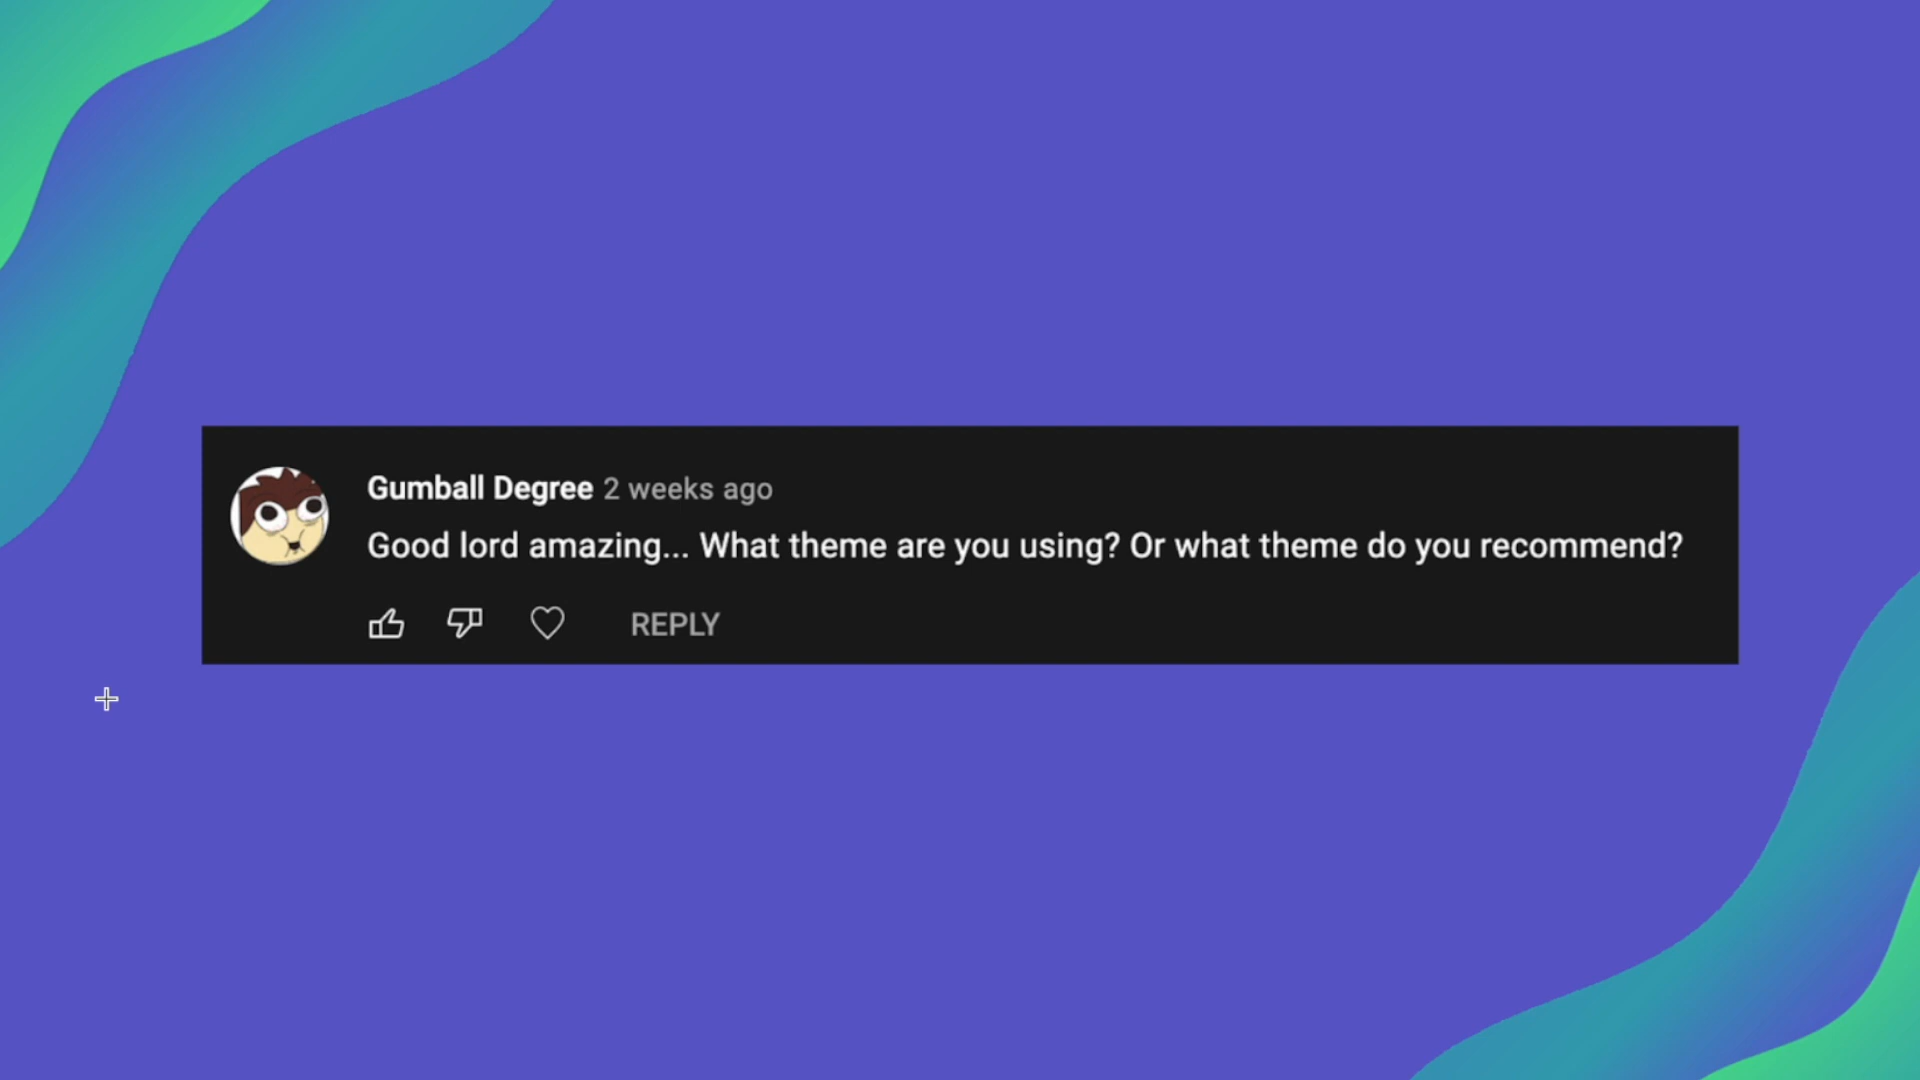 Gumball Degree 2 weeks ago
Good lord amazing... What theme are you using? Or what theme do you recommend?
REPLY